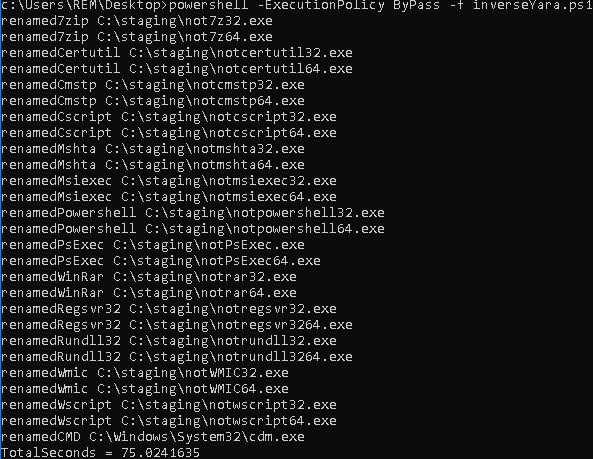 c:\Users\REM\Desktop>powershell -ExecutionPolicy ByPass -f inverseYara.ps1
renamed7zip C:\staging\not7z32.exe
renamed7zip C:\staging\not7z64.exe
renamedCertutil C:\staging\notcertutil32.exe
renamedCertutil C:\staging\notcertutil64.exe
renamedCmstp C:\staging\notcmstp32.exe
renamedCmstp C:\staging\notcmstp64.exe
renamedCscript C:\staging\notcscript32.exe
renamedCscript C:\staging\notcscript64.exe
renamedMshta C:\staging\notmshta32.exe
renamedMshta C:\staging\notmshta64.exe
renamedMsiexec C:\staging\notmsiexec32.exe
renamedMsiexec C:\staging\notmsiexec64.exe
renamedPowershell C:\staging\notpowershell32.exe
renamedPowershell C:\staging\notpowershell64.exe
renamedPsExec C:\staging\notPsExec.exe
renamedPsExec C:\staging\notPsExec64.exe
renamedWinRar C:\staging\notrar32.exe
renamedWinRar C:\staging\notrar64.exe
renamedRegsvr32 C:\staging\notregsvr32.exe
renamedRegsvr32 C:\staging\notregsvr3264.exe
renamedRundll32 C:\staging\notrundll32.exe
renamedRundll32 C:\staging\notrundll3264.exe
renamedWmic C:\staging\notWMIC32.exe
renamedWmic C:\staging\notWMIC64.exe
renamedWscript C:\staging\notwscript32.exe
renamedWscript C:\staging\notwscript64.exe
renamedCMD C:\Windows\System32\cdm.exe
TotalSeconds = 75.0241635